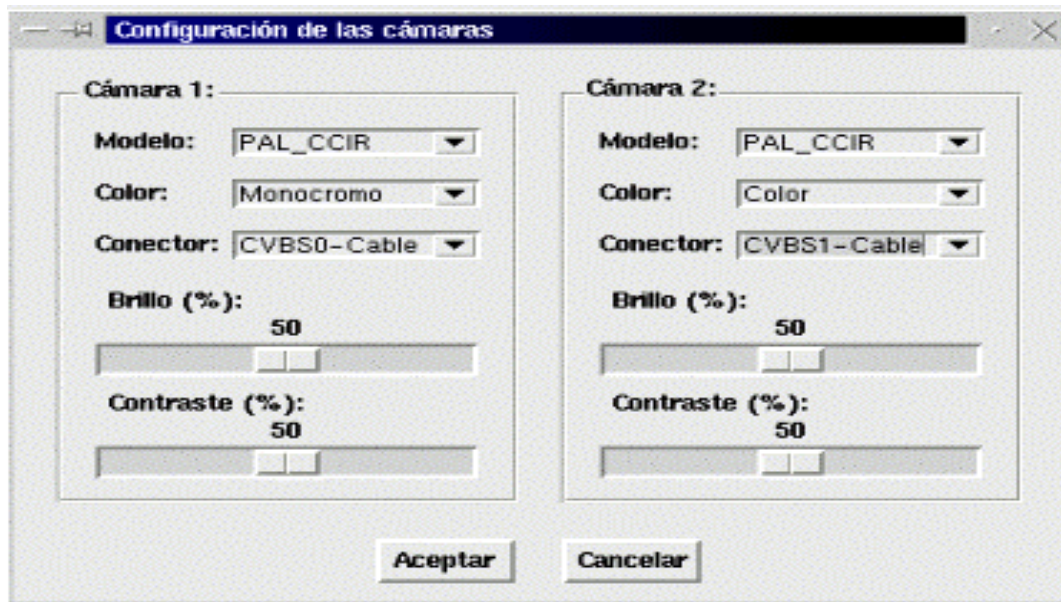 Configuración de las cámaras
Cámara 1:
Modelo: PAL_CCIR
Color: Monocromo
Conector: CVBS0-Cable
Brillo (%):
50
Contraste (%):
50
Cámara 2:
Modelo: PAL_CCIR
Color: Color
Conector: CVBS1-Cable
Brillo (%):
50
Contraste (%):
50
Aceptar Cancelar